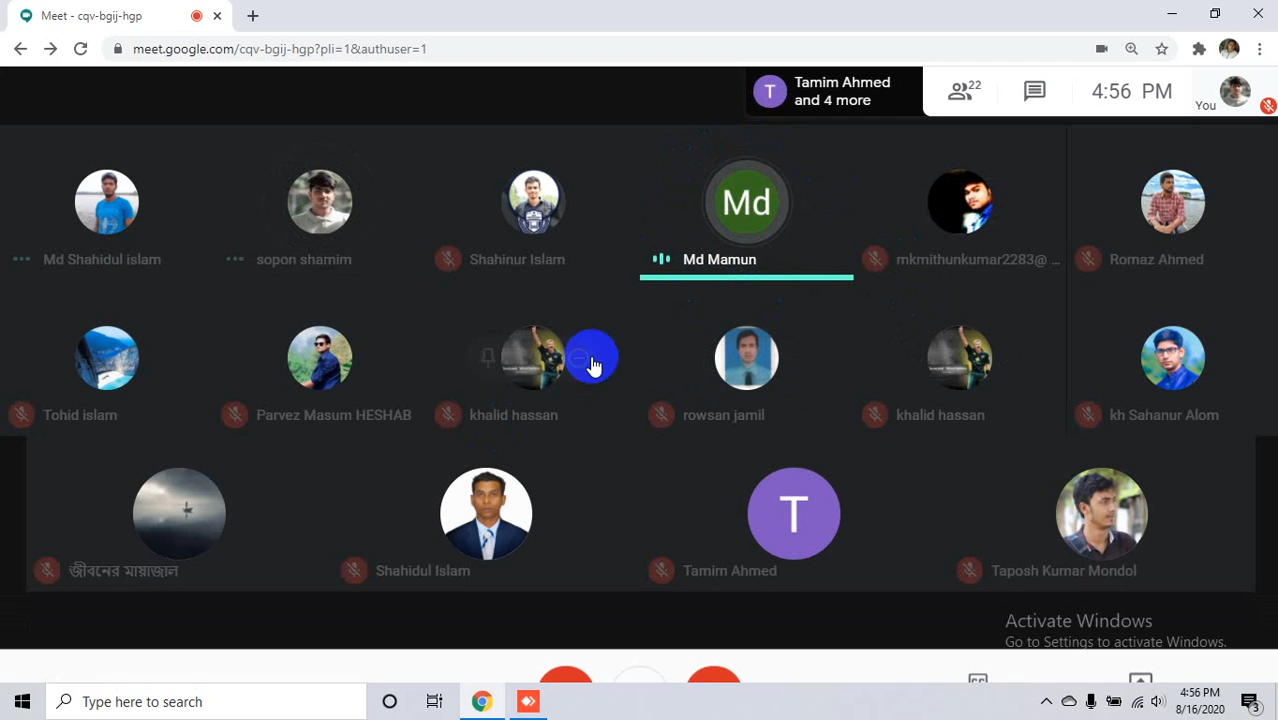 Meet - cqv-bgij-hgp
meet.google.com/cqv-bgij-hgp?pli=1&authuser=1
T
Tamim Ahmed
and 4 more
22
4:56 PM
You
Md
Md Shahidul islam
sopon shamim
Shahinur Islam
Md Mamun
mkmithunkumar2283@ ...
Romaz Ahmed
Tohid islam
Parvez Masum HESHAB
khalid hassan
rowsan jamil
khalid hassan
kh Sahanur Alom
T
জীবনের মায়াজাল
Shahidul Islam
Tamim Ahmed
Taposh Kumar Mondol
Activate Windows
Go to Settings to activate Windows.
CC
Type here to search
4:56 PM
8/16/2020
3